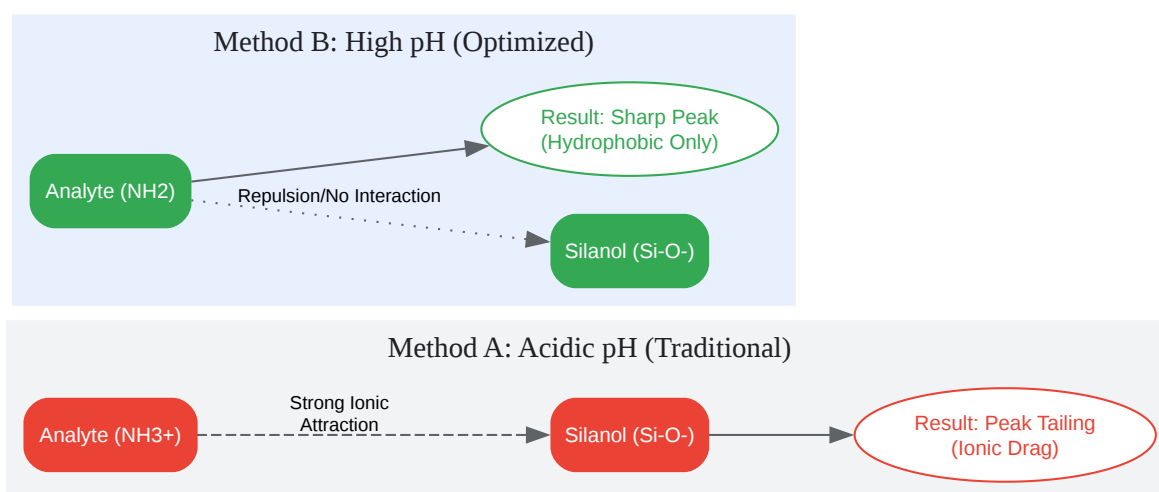 Method B: High pH (Optimized)
Result: Sharp Peak
(Hydrophobic Only)
Analyte (NH2)
Repulsion/No Interaction
Silanol (Si-O-)
Method A: Acidic pH (Traditional)
Strong Ionic
Attraction
Analyte (NH3+)
Silanol (Si-O-)
Result: Peak Tailing
(Ionic Drag)